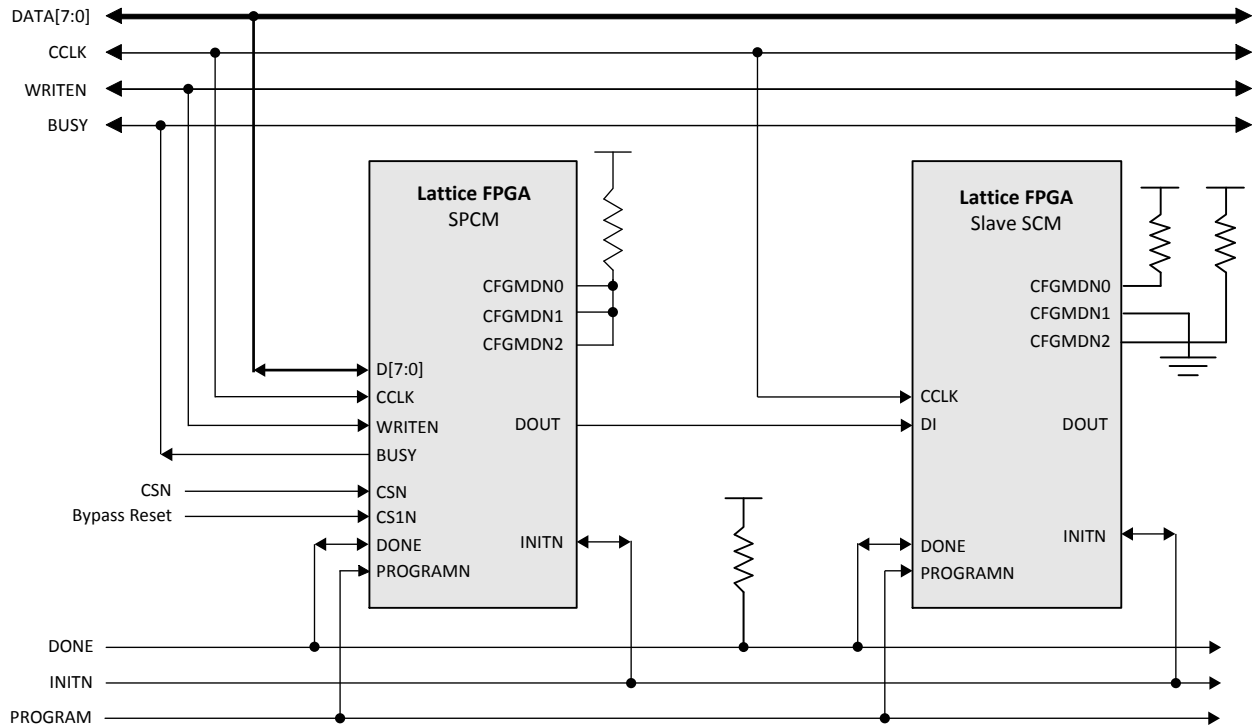 DATA[7:0]
CCLK
WRITEN
BUSY
Lattice FPGA
SPCM
CFGMDN0
CFGMDN1
CFGMDN2
D[7:0]
CCLK
WRITEN
BUSY
CSN
CS1N
DONE
PROGRAMN
DOUT
INITN
CSN
Bypass Reset
Lattice FPGA
Slave SCM
CFGMDN0
CFGMDN1
CFGMDN2
CCLK
DI
DOUT
INITN
DONE
PROGRAMN
DONE
INITN
PROGRAM